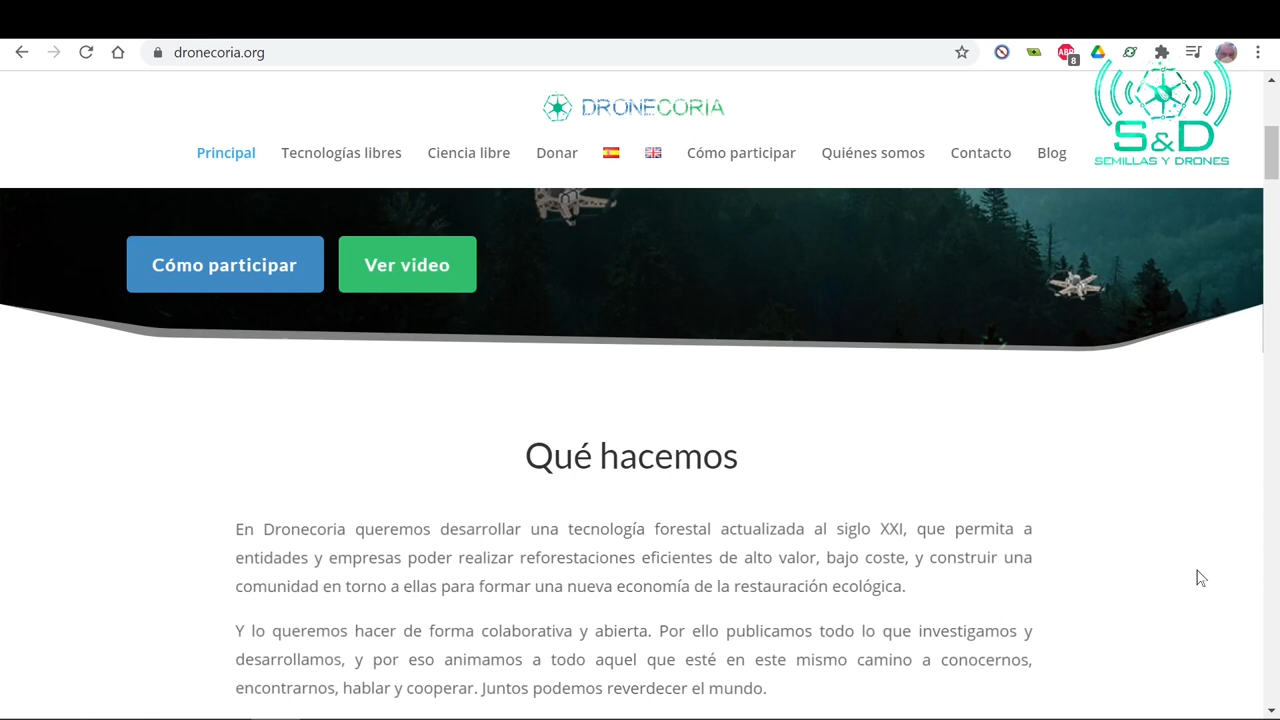 dronecoria.org
ABP
8
DRONECORIA
S&D
SEMILLAS Y DRONES
Principal Tecnologías libres Ciencia libre Donar Cómo participar Quiénes somos Contacto Blog
Cómo participar Ver video
Qué hacemos
En Dronecoria queremos desarrollar una tecnología forestal actualizada al siglo XXI, que permita a
entidades y empresas poder realizar reforestaciones eficientes de alto valor, bajo coste, y construir una
comunidad en torno a ellas para formar una nueva economía de la restauración ecológica.
Y lo queremos hacer de forma colaborativa y abierta. Por ello publicamos todo lo que investigamos y
desarrollamos, y por eso animamos a todo aquel que esté en este mismo camino a conocernos,
encontrarnos, hablar y cooperar. Juntos podemos reverdecer el mundo.